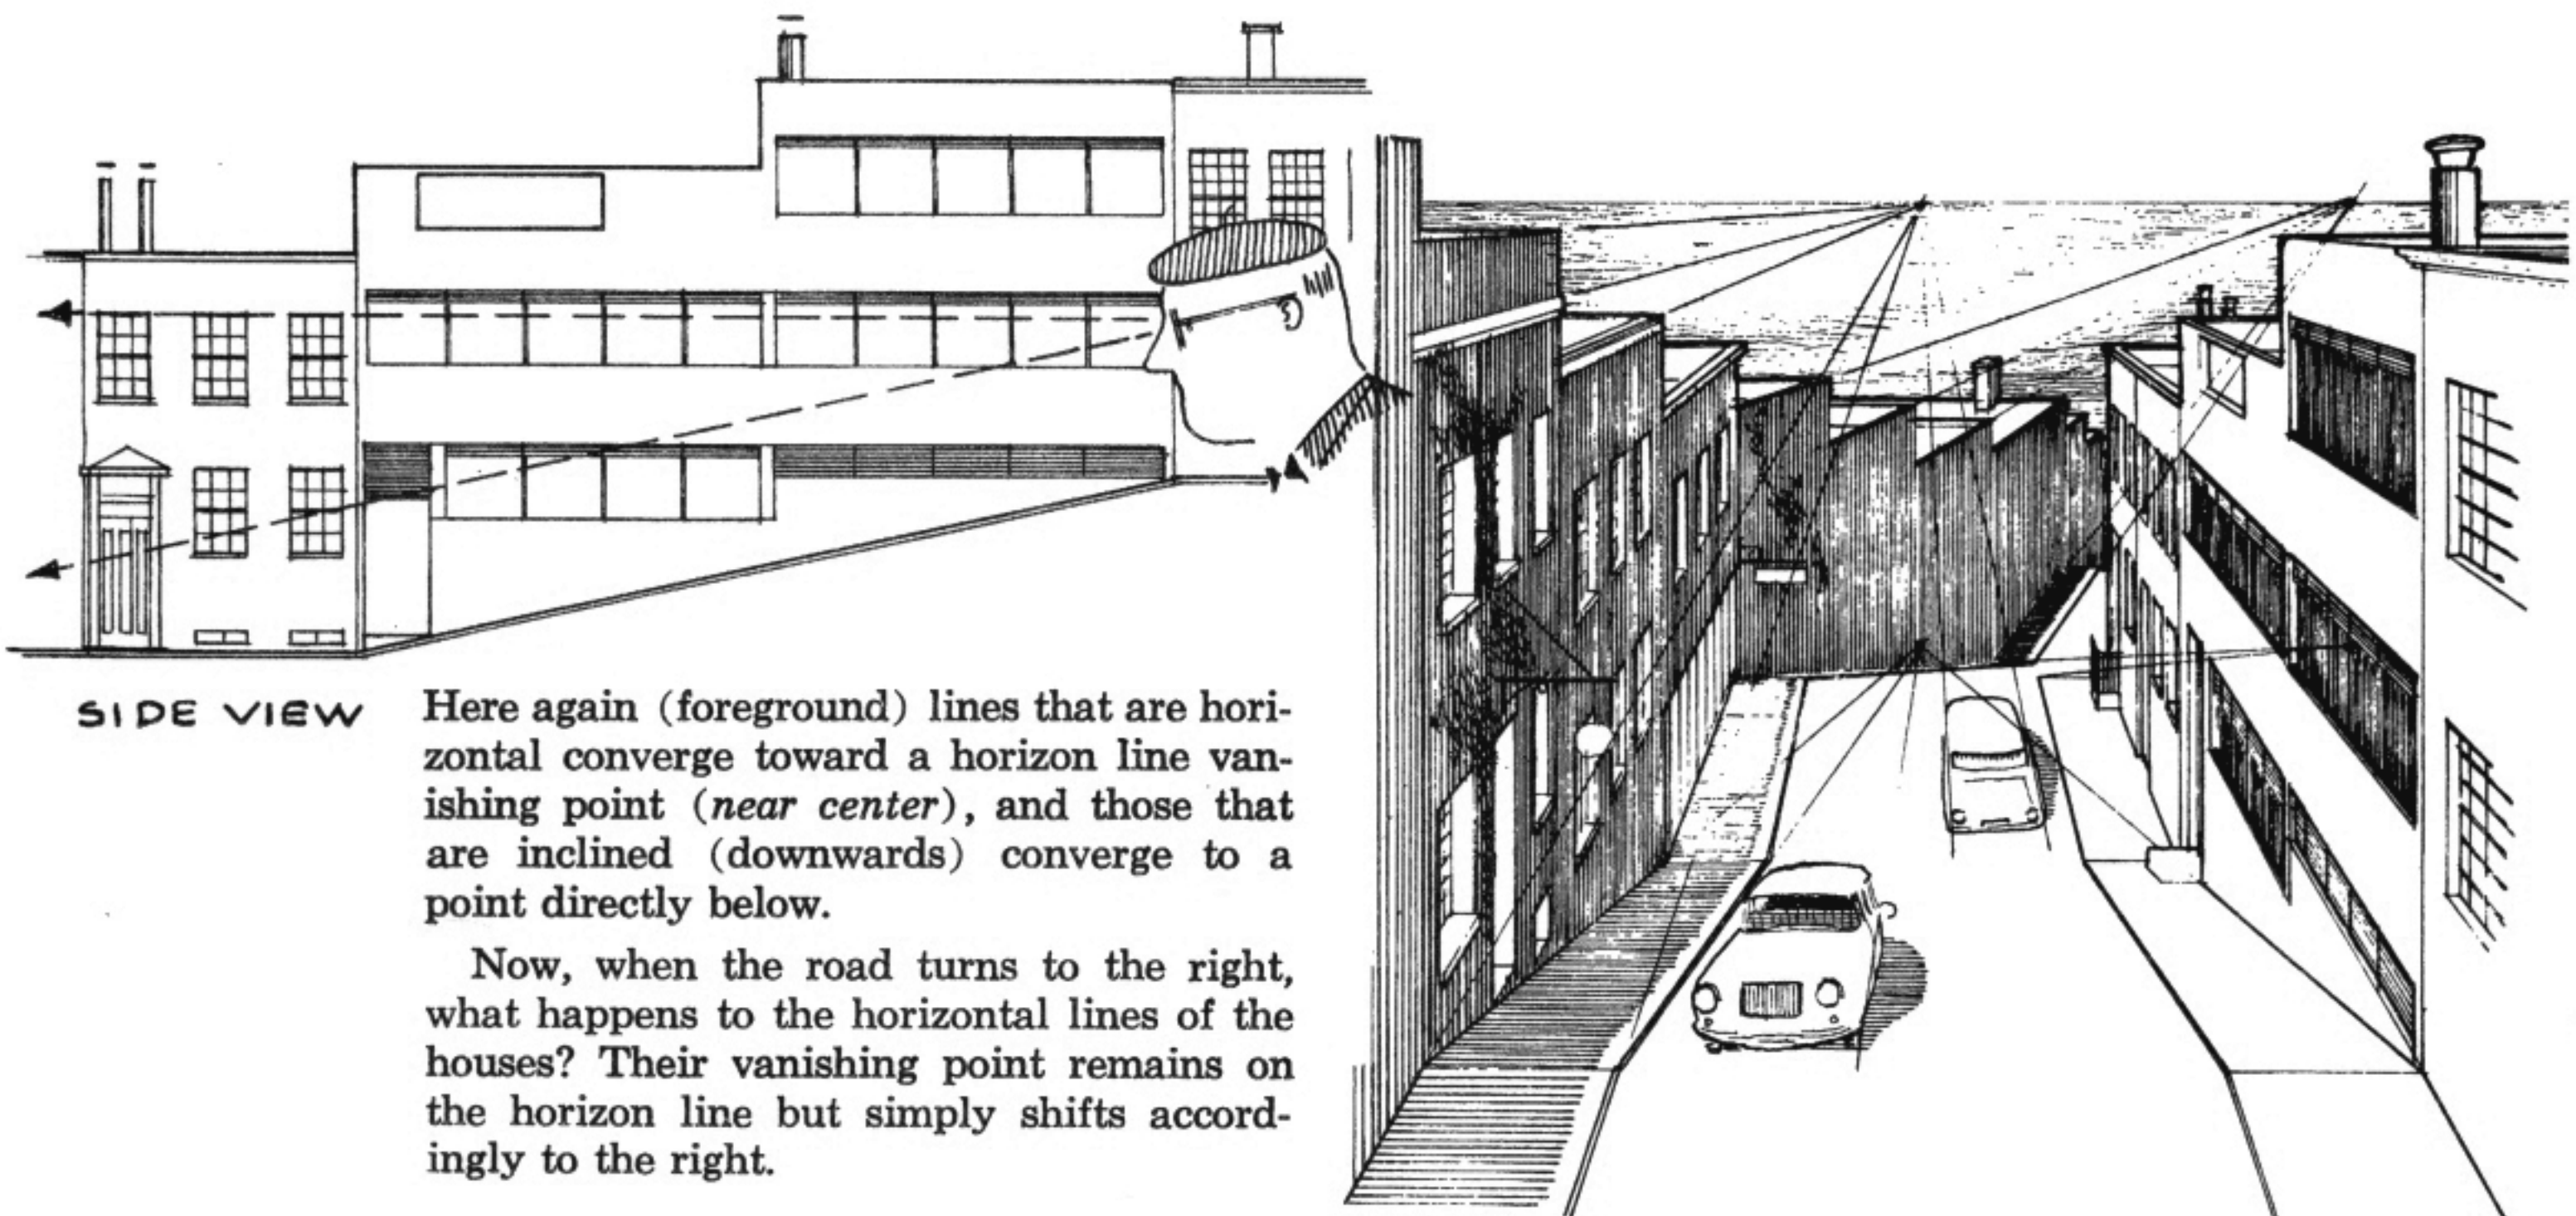 SIDE VIEW
Here again (foreground) lines that are hori-
zontal converge toward a horizon line van-
ishing point (near center), and those that
are inclined (downwards) converge to a
point directly below.
Now, when the road turns to the right,
what happens to the horizontal lines of the
houses? Their vanishing point remains on
the horizon line but simply shifts accord-
ingly to the right.